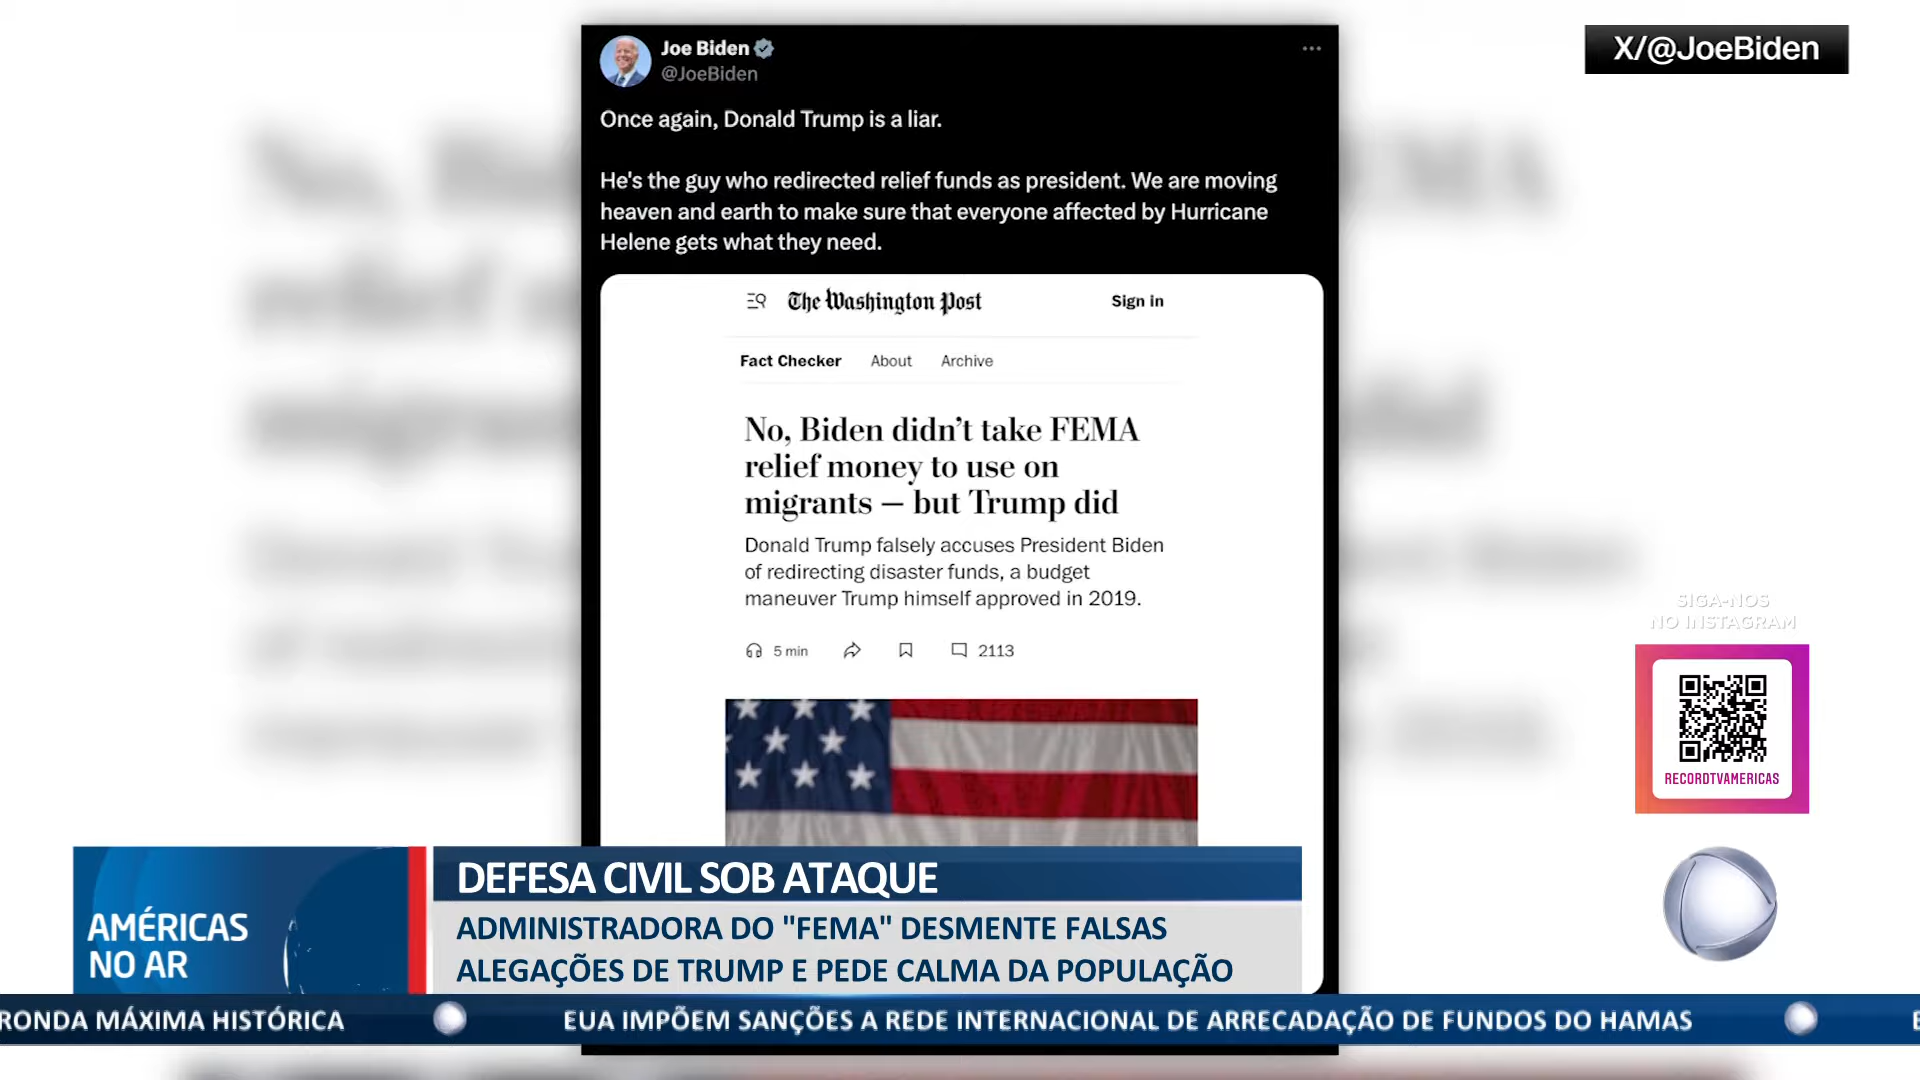 Joe Biden
@JoeBiden
X/@JoeBiden
Once again, Donald Trump is a liar.
He's the guy who redirected relief funds as president. We are moving
heaven and earth to make sure that everyone affected by Hurricane
Helene gets what they need.
The Washington Post
Sign in
Fact Checker About Archive
No, Biden didn't take FEMA
relief money to use on
migrants — but Trump did
Donald Trump falsely accuses President Biden
of redirecting disaster funds, a budget
maneuver Trump himself approved in 2019.
5 min
2113
SIGA-NOS
NO INSTAGRAM
RECORDTVAMERICAS
AMÉRICAS
NO AR
DEFESA CIVIL SOB ATAQUE
ADMINISTRADORA DO "FEMA" DESMENTE FALSAS
ALEGAÇÕES DE TRUMP E PEDE CALMA DA POPULAÇÃO
RONDA MÁXIMA HISTÓRICA
EUA IMPÕEM SANÇÕES A REDE INTERNACIONAL DE ARRECADAÇÃO DE FUNDOS DO HAMAS